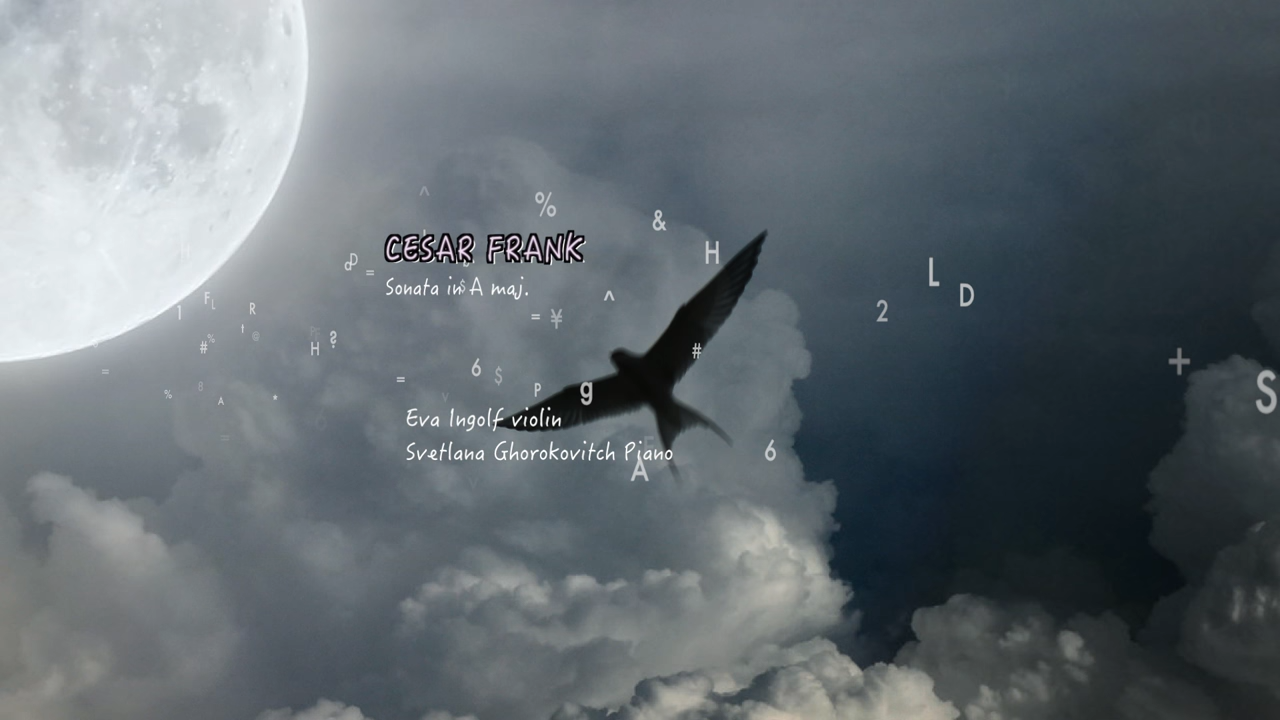 CESAR FRANK
Sonata in A maj.
Eva Ingolf violin
Svetlana Ghorokovitch Piano